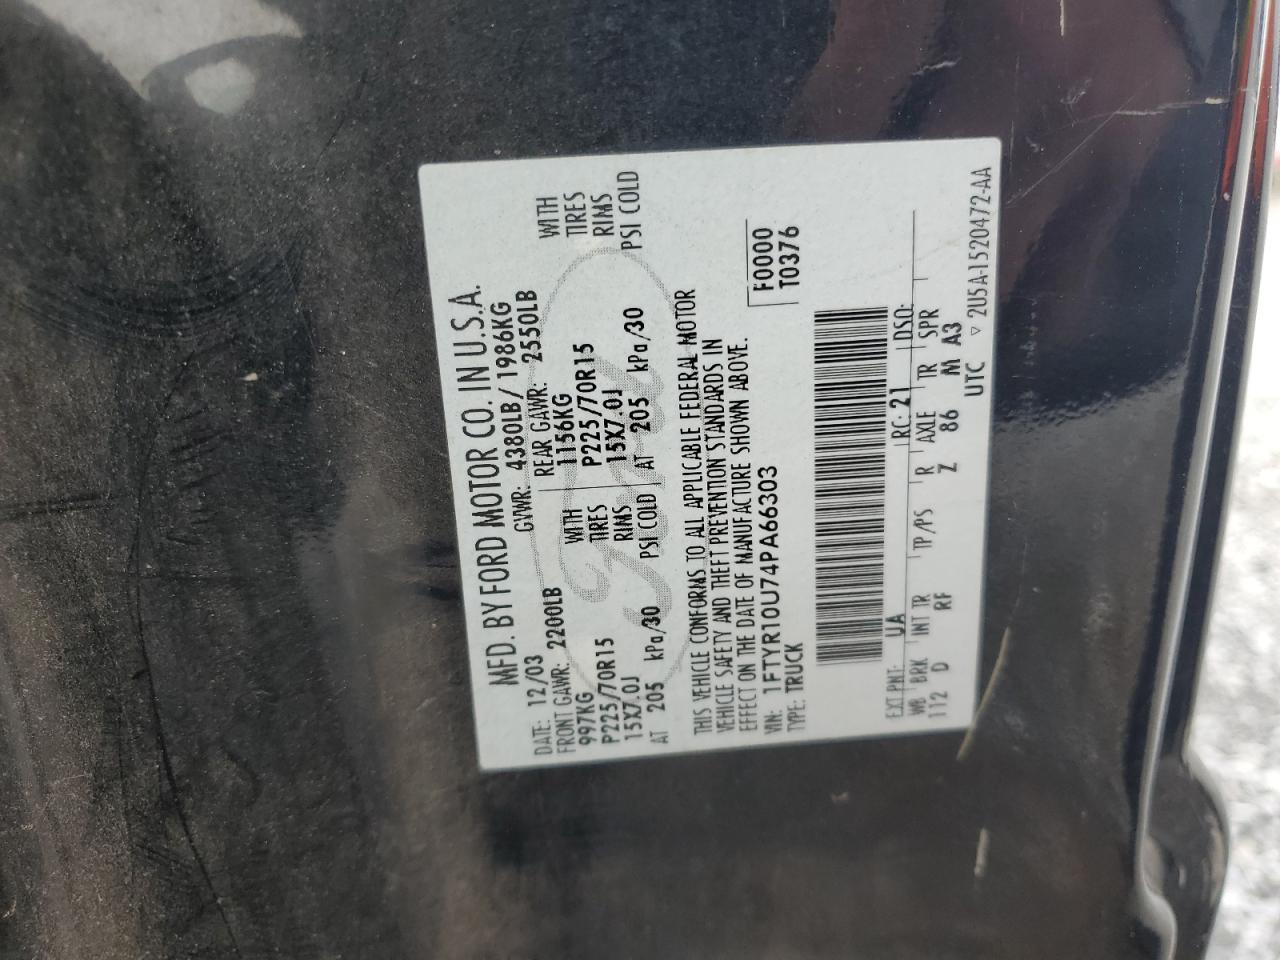 MFD. BY FORD MOTOR CO. IN U.S.A.
DATE: 12/03 GVWR: 4380LB/1986KG
FRONT GAWR: 2200LB REAR GAWR: 2550LB
997KG WITH 1156KG WITH
P225/70R15 TIRES P225/70R15 TIRES
15X7.0J RIMS 15X7.0J RIMS
AT 205 kPa/30 PSI COLD AT 205 kPa/30 PSI COLD
THIS VEHICLE CONFORMS TO ALL APPLICABLE FEDERAL MOTOR
VEHICLE SAFETY AND THEFT PREVENTION STANDARDS IN
EFFECT ON THE DATE OF MANUFACTURE SHOWN ABOVE.
VIN: 1FTYR10U74PA66303 F0000
TYPE: TRUCK T0376
EXT PNT: UA RC: 21 DSO:
WB BRK INT TR TP/PS R AXLE TR SPR
112 D RF Z 86 M A3
UTC ▽ 2U5A-1520472-AA
Ford